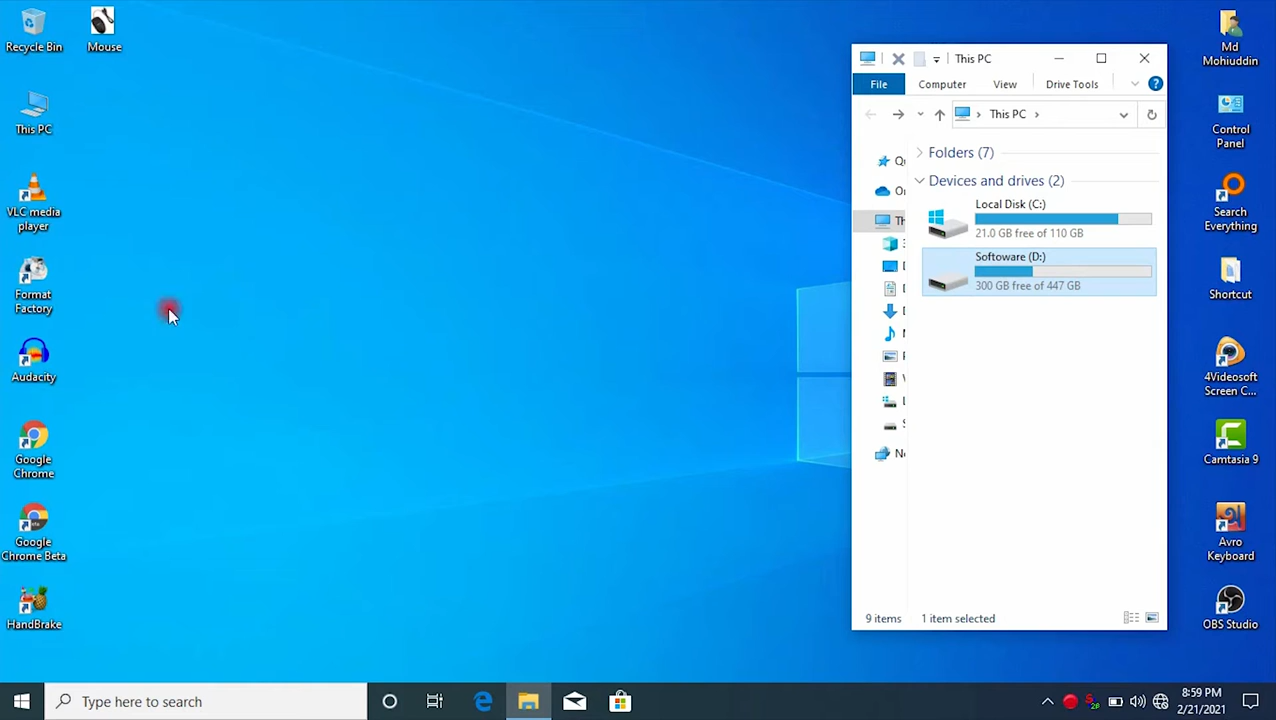 Recycle Bin
Mouse
This PC
VLC media
player
Format
Factory
Audacity
Google
Chrome
Google
Chrome Beta
HandBrake
This PC
File
Computer
View
Drive Tools
This PC
Folders (7)
Devices and drives (2)
Local Disk (C:)
21.0 GB free of 110 GB
Softoware (D:)
300 GB free of 447 GB
9 items
1 item selected
Md
Mohiuddin
Control
Panel
Search
Everything
Shortcut
4Videosoft
Screen C...
Camtasia 9
Avro
Keyboard
OBS Studio
Type here to search
8:59 PM
2/21/2021